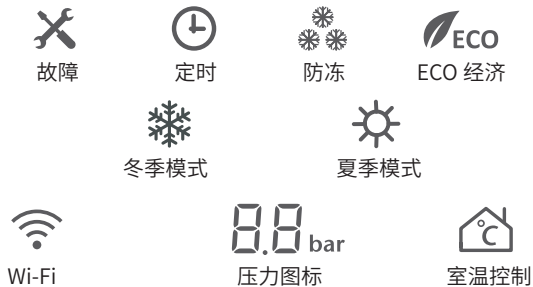 ECO
故障 定时 防冻 ECO 经济
冬季模式 夏季模式
8.8 bar
℃
Wi-Fi 压力图标 室温控制